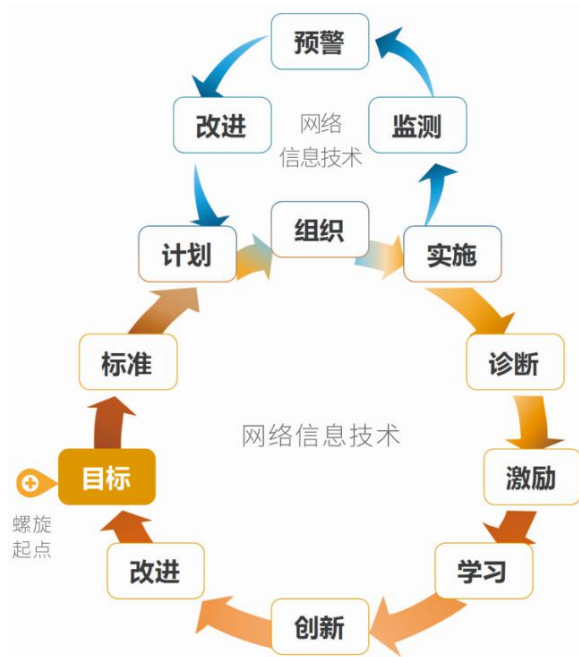 预警
改进
网络
信息技术
监测
计划
组织
实施
标准
诊断
网络信息技术
目标
激励
螺旋
起点
改进
学习
创新